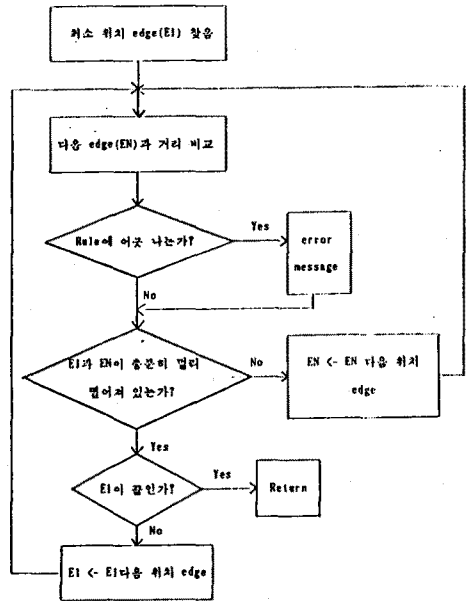 최소 위치 edge(E1) 찾음
다음 edge(EN)과 거리 비교
Rule에 어긋 나는가?
Yes
error
message
No
E1과 EN이 충분히 멀리
떨어져 있는가?
No
EN <- EN 다음 위치
edge
Yes
E1이 끝인가?
Yes
Return
No
E1 <- E1다음 위치 edge